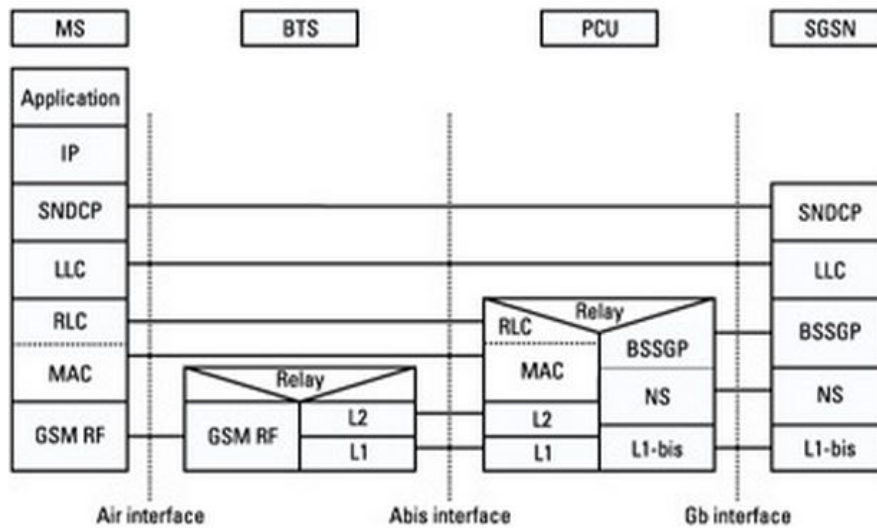 MS
BTS
PCU
SGSN
Application
IP
SNDCP
LLC
RLC
MAC
GSM RF
Relay
GSM RF
L2
L1
Relay
RLC
MAC
L2
L1
BSSGP
NS
L1-bis
SNDCP
LLC
BSSGP
NS
L1-bis
Air interface
Abis interface
Gb interface